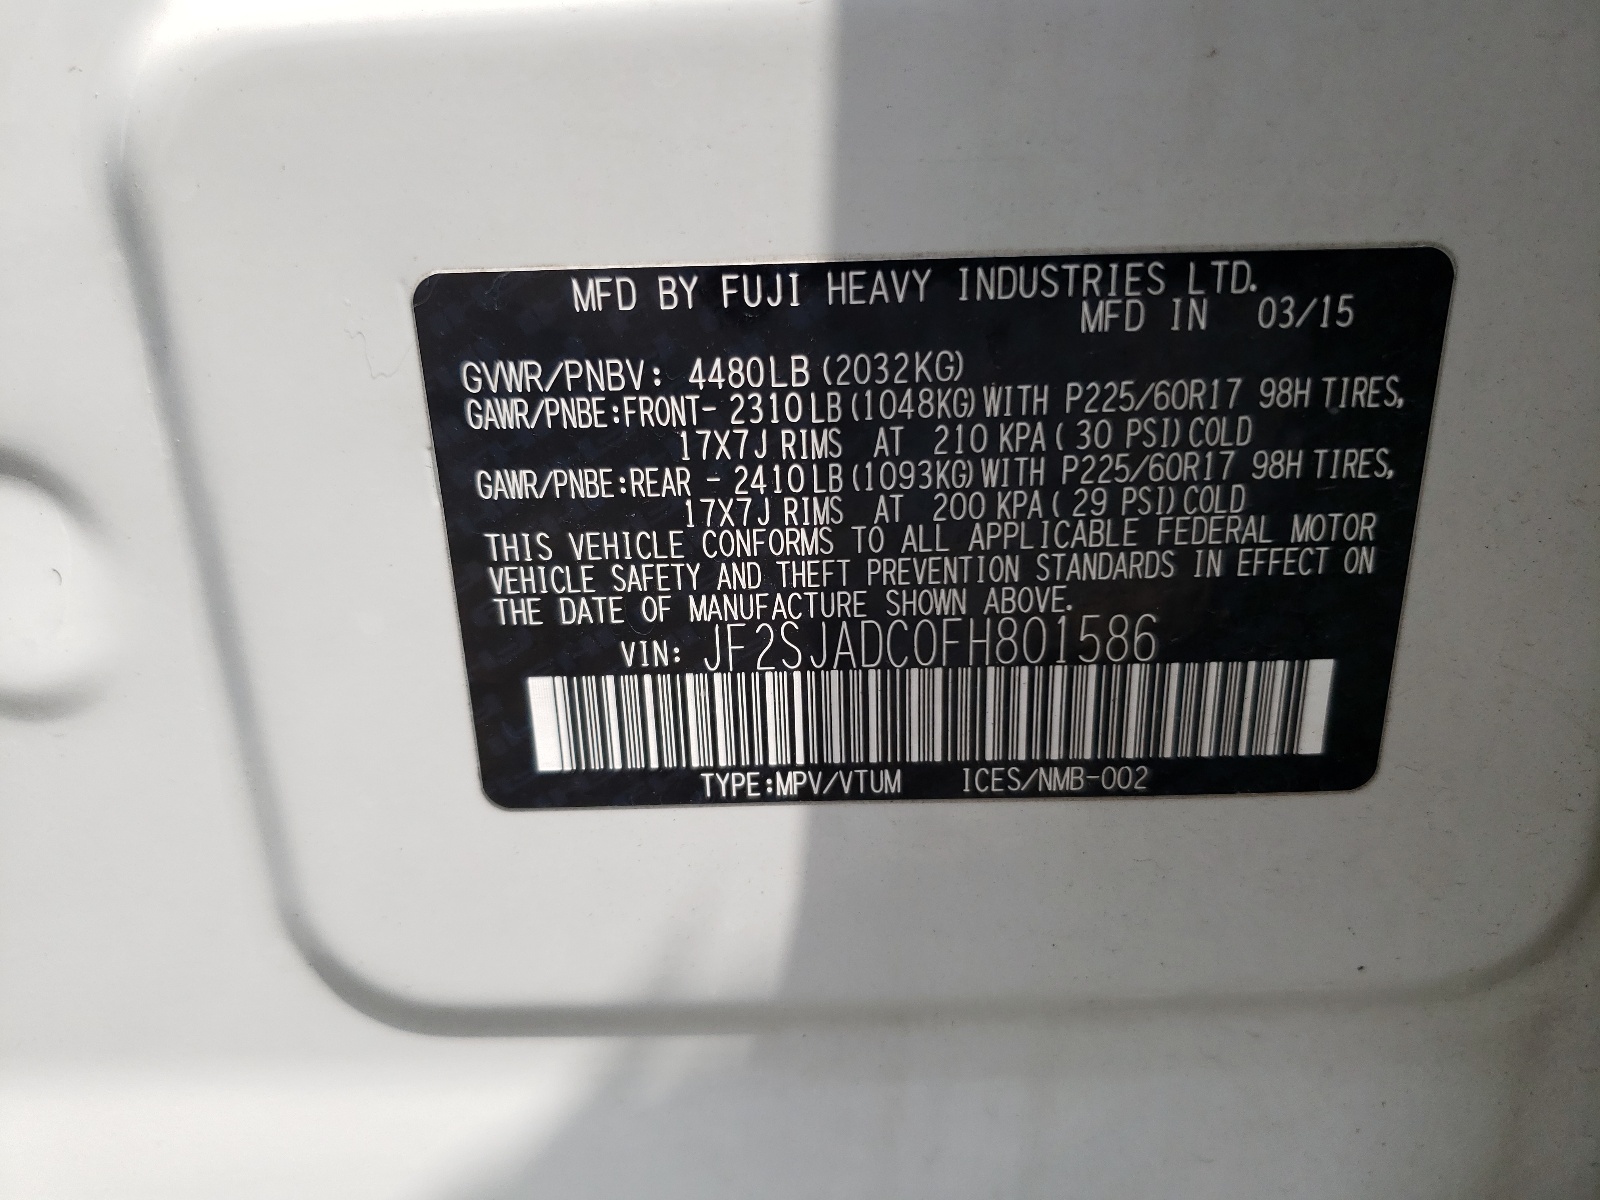 MFD BY FUJI HEAVY INDUSTRIES LTD.
MFD IN 03/15
GVWR/PNBV: 4480LB (2032KG)
GAWR/PNBE:FRONT- 2310LB (1048KG) WITH P225/60R17 98H TIRES,
17X7J RIMS AT 210 KPA ( 30 PSI) COLD
GAWR/PNBE:REAR - 2410LB (1093KG) WITH P225/60R17 98H TIRES,
17X7J RIMS AT 200 KPA ( 29 PSI) COLD
THIS VEHICLE CONFORMS TO ALL APPLICABLE FEDERAL MOTOR
VEHICLE SAFETY AND THEFT PREVENTION STANDARDS IN EFFECT ON
THE DATE OF MANUFACTURE SHOWN ABOVE.
VIN: JF2SJADC0FH801586
TYPE:MPV/VTUM ICES/NMB-002